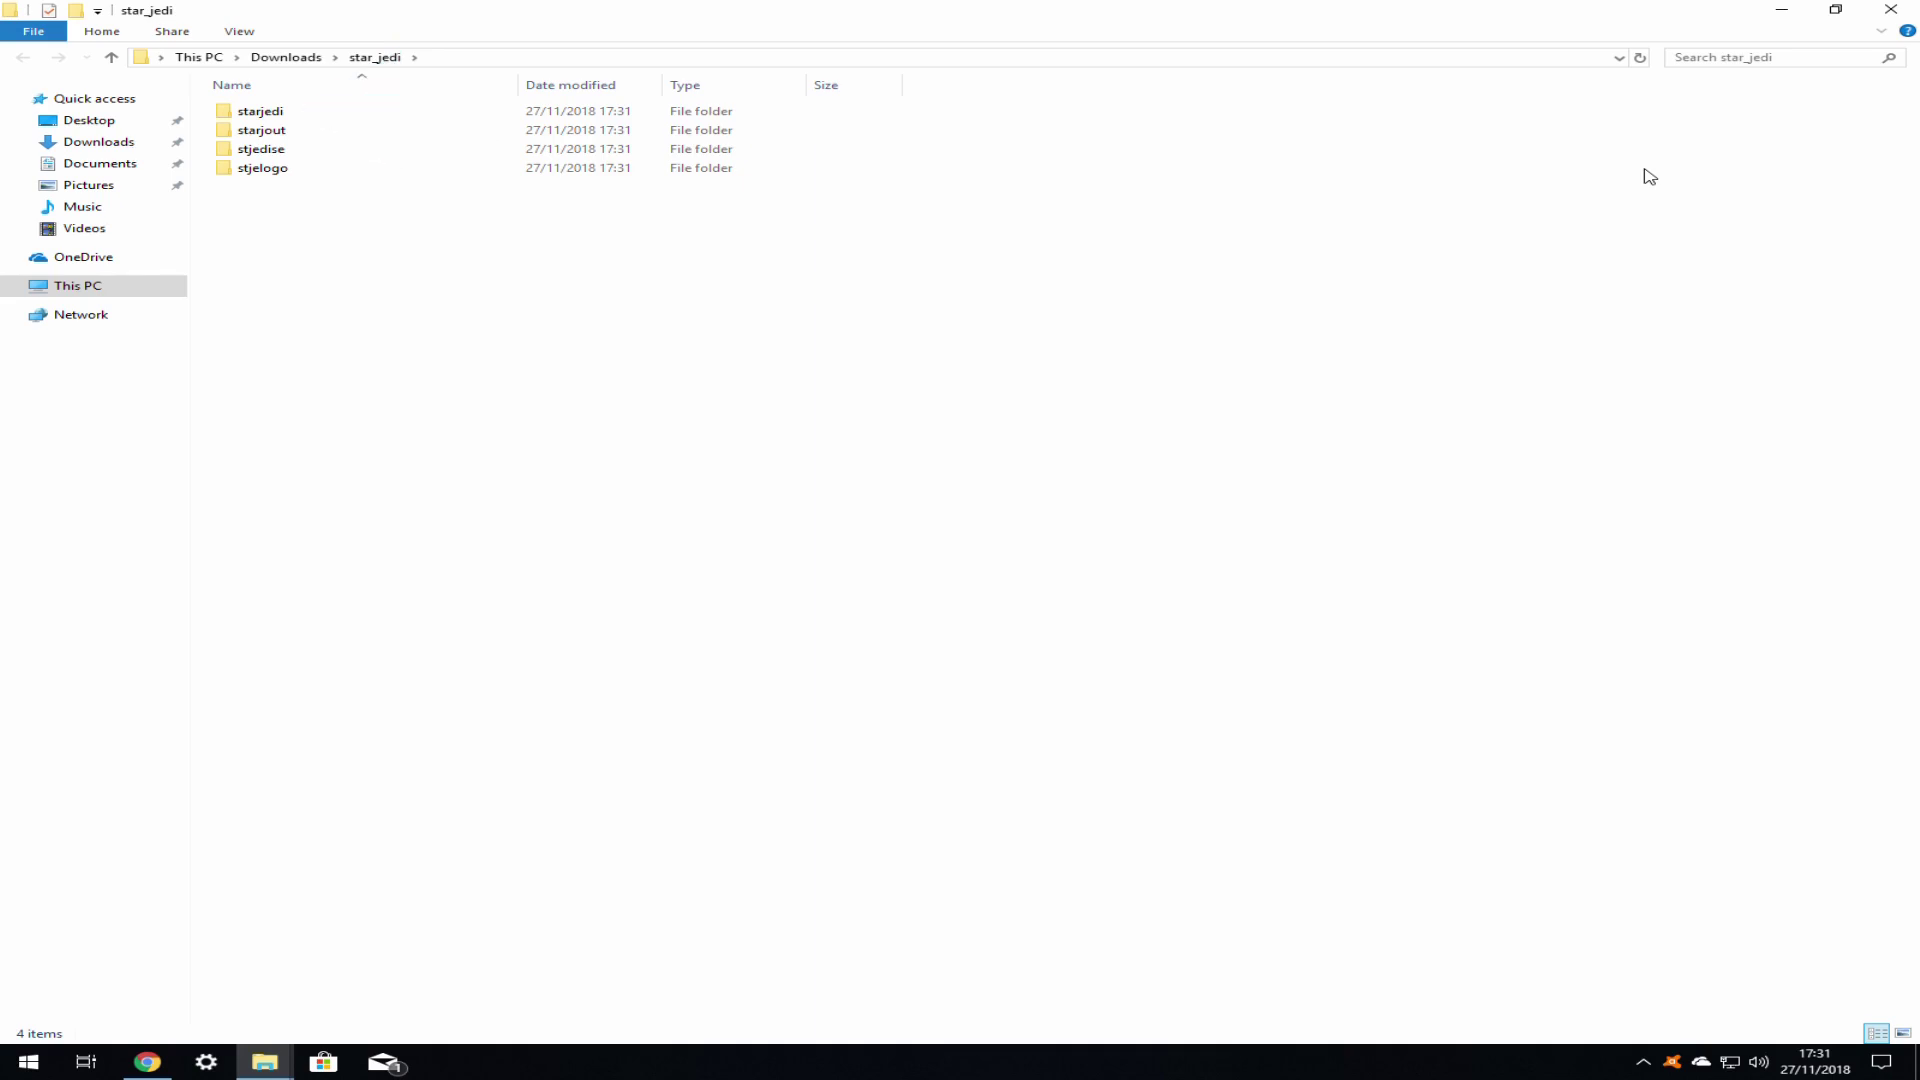 star_jedi
File Home Share View
This PC Downloads star_jedi Search star_jedi
Name Date modified Type Size
Quick access
Desktop
Downloads
Documents
Pictures
Music
Videos
OneDrive
This PC
Network
starjedi 27/11/2018 17:31 File folder
starjout 27/11/2018 17:31 File folder
stjedise 27/11/2018 17:31 File folder
stjelogo 27/11/2018 17:31 File folder
4 items
1
17:31
27/11/2018